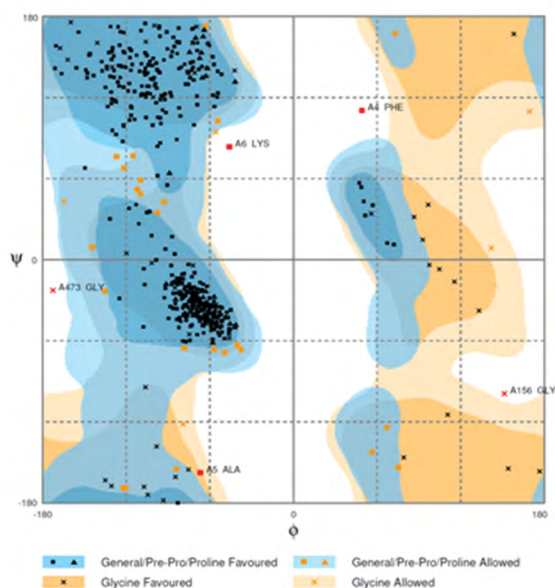 180
A4 PHE
A6 LYS
ψ
0
A473 GLY
A156 GLY
A5 ALA
-180
-180
0
180
ϕ
General/Pre-Pro/Proline Favoured
General/Pre-Pro/Proline Allowed
Glycine Favoured
Glycine Allowed